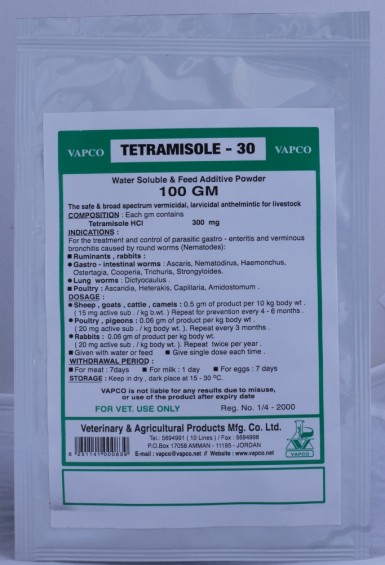 VAPCO TETRAMISOLE - 30 VAPCO
Water Soluble & Feed Additive Powder
100 GM
The safe & broad spectrum vermicidal, larvicidal anthelmintic for livestock
COMPOSITION : Each gm contains
Tetramisole HCl 300 mg
INDICATIONS :
For the treatment and control of parasitic gastro - enteritis and verminous
bronchitis caused by round worms (Nematodes):
■ Ruminants , rabbits :
● Gastro - intestinal worms : Ascaris, Nematodirus, Haemonchus,
Ostertagia, Cooperia, Trichuris, Strongyloides.
● Lung worms : Dictyocaulus .
■ Poultry : Ascaridia, Heterakis, Capillaria, Amidostomum .
DOSAGE :
● Sheep , goats , cattle , camels : 0.5 gm of product per 10 kg body wt .
( 15 mg active sub . / kg b.wt. ) Repeat for prevention every 4 - 6 months .
● Poultry , pigeons : 0.06 gm of product per kg body wt .
( 20 mg active sub . / kg body wt. ). Repeat every 3 months .
● Rabbits : 0.06 gm of product per kg body wt.
( 20 mg active sub . / kg body wt. ). Repeat twice per year .
■ Given with water or feed ■ Give single dose each time .
WITHDRAWAL PERIOD :
■ For meat : 7days ■ For milk : 1 day ■ For eggs : 7 days
STORAGE : Keep in dry , dark place at 15 - 30 ºC.
VAPCO is not liable for any results due to misuse,
or use of the product after expiry date
FOR VET. USE ONLY Reg. No. 1/4 - 2000
Veterinary & Agricultural Products Mfg. Co. Ltd.
Tel.: 5694991 ( 10 Lines ) / Fax : 5694998
P.O.Box 17058 AMMAN - 11195 - JORDAN
E-mail : vapco@vapco.net // Website : www.vapco.net
VAPCO